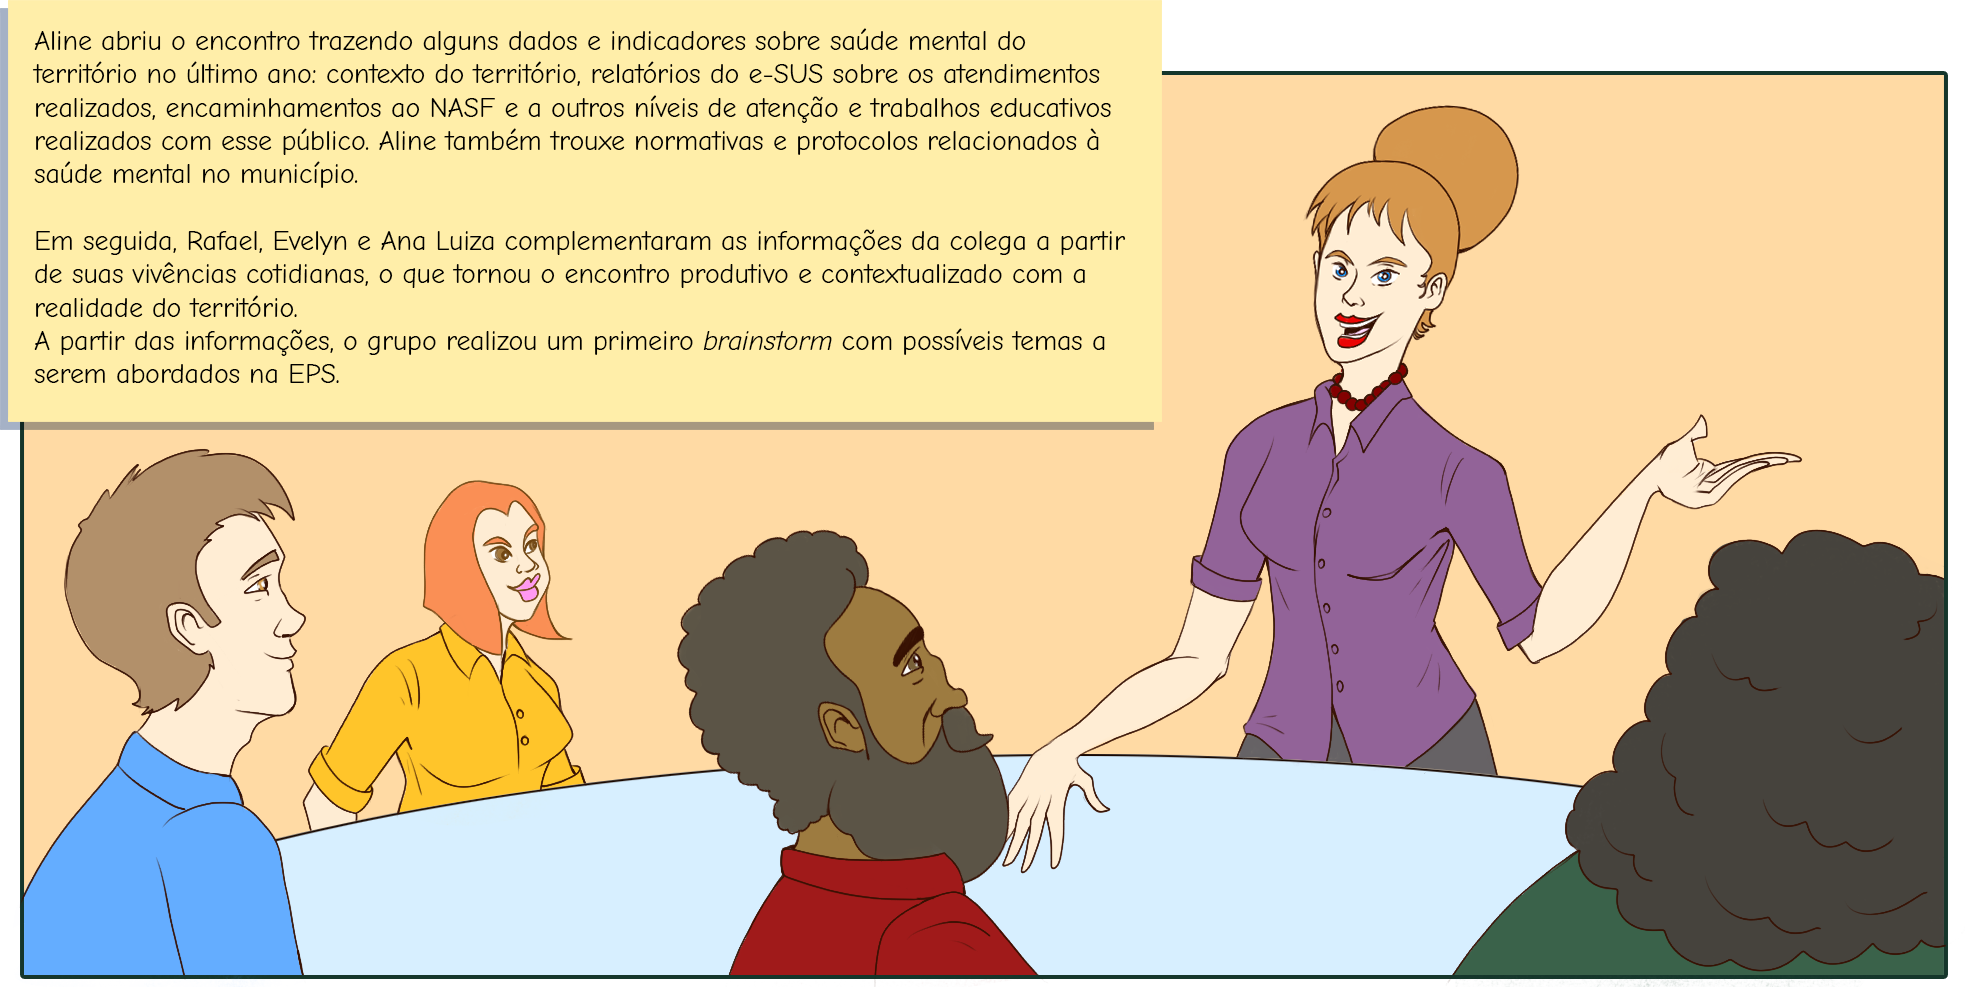 Aline abriu o encontro trazendo alguns dados e indicadores sobre saúde mental do
território no último ano: contexto do território, relatórios do e-SUS sobre os atendimentos
realizados, encaminhamentos ao NASF e a outros níveis de atenção e trabalhos educativos
realizados com esse público. Aline também trouxe normativas e protocolos relacionados à
saúde mental no município.
Em seguida, Rafael, Evelyn e Ana Luiza complementaram as informações da colega a partir
de suas vivências cotidianas, o que tornou o encontro produtivo e contextualizado com a
realidade do território.
A partir das informações, o grupo realizou um primeiro brainstorm com possíveis temas a
serem abordados na EPS.